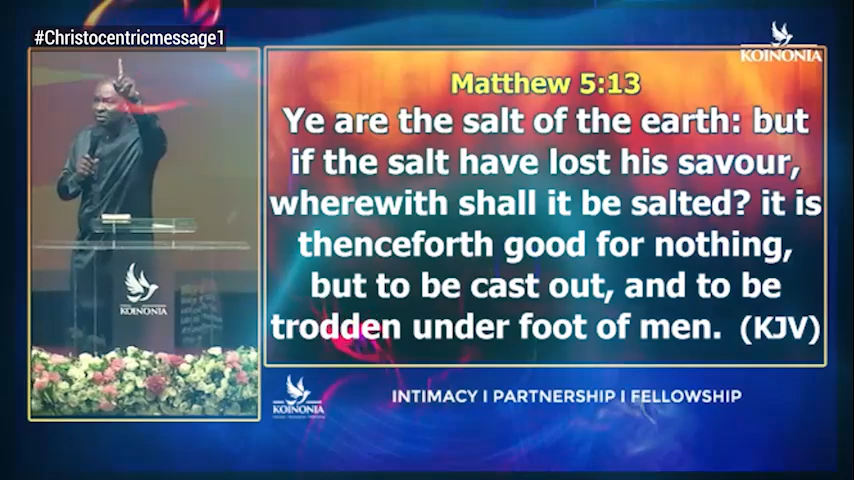 #Christocentricmessage1
KOINONIA
Matthew 5:13
Ye are the salt of the earth: but
if the salt have lost his savour,
wherewith shall it be salted? it is
thenceforth good for nothing,
but to be cast out, and to be
trodden under foot of men. (KJV)
KOINONIA
KOINONIA
INTIMACY I PARTNERSHIP I FELLOWSHIP